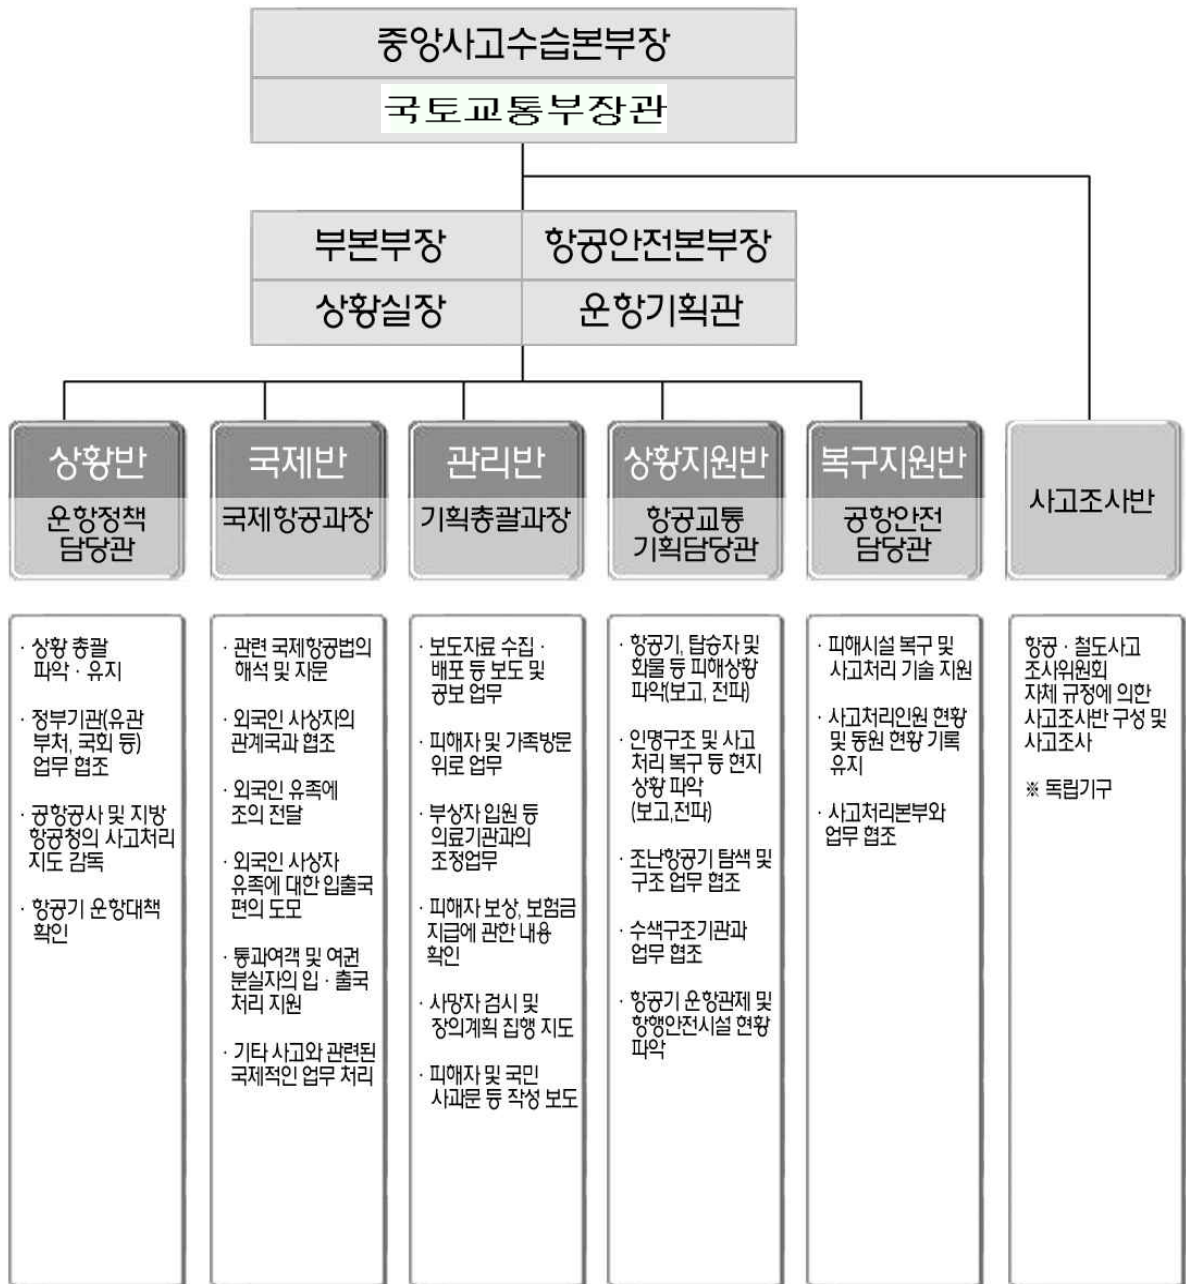 중앙사고수습본부장
국토교통부장관
부본부장
항공안전본부장
상황실장
운항기획관
상황반
운항정책
담당관
국제반
국제항공과장
관리반
기획총괄과장
상황지원반
항공교통
기획담당관
복구지원반
공항안전
담당관
사고조사반
· 상황 총괄
파악 · 유지
· 정부기관(유관
부처, 국회 등)
업무 협조
· 공항공사 및 지방
항공청의 사고처리
지도 감독
· 항공기 운항대책
확인
· 관련 국제항공법의
해석 및 자문
· 외국인 사상자의
관계국과 협조
· 외국인 유족에
조의 전달
· 외국인 사상자
유족에 대한 입출국
편의 도모
· 통과여객 및 여권
분실자의 입 · 출국
처리 지원
· 기타 사고와 관련된
국제적인 업무 처리
· 보도자료 수집 ·
배포 등 보도 및
공보 업무
· 피해자 및 가족방문
위로 업무
· 부상자 입원 등
의료기관과의
조정업무
· 피해자 보상, 보험금
지급에 관한 내용
확인
· 사망자 검시 및
장의계획 집행 지도
· 피해자 및 국민
사과문 등 작성 보도
· 항공기, 탑승자 및
화물 등 피해상황
파악(보고, 전파)
· 인명구조 및 사고
처리 복구 등 현지
상황 파악
(보고,전파)
· 조난항공기 탐색 및
구조 업무 협조
· 수색구조기관과
업무 협조
· 항공기 운항관제 및
항행안전시설 현황
파악
· 피해시설 복구 및
사고처리 기술 지원
· 사고처리인원 현황
및 동원 현황 기록
유지
· 사고처리본부와
업무 협조
항공 · 철도사고
조사위원회
자체 규정에 의한
사고조사반 구성 및
사고조사
※ 독립기구